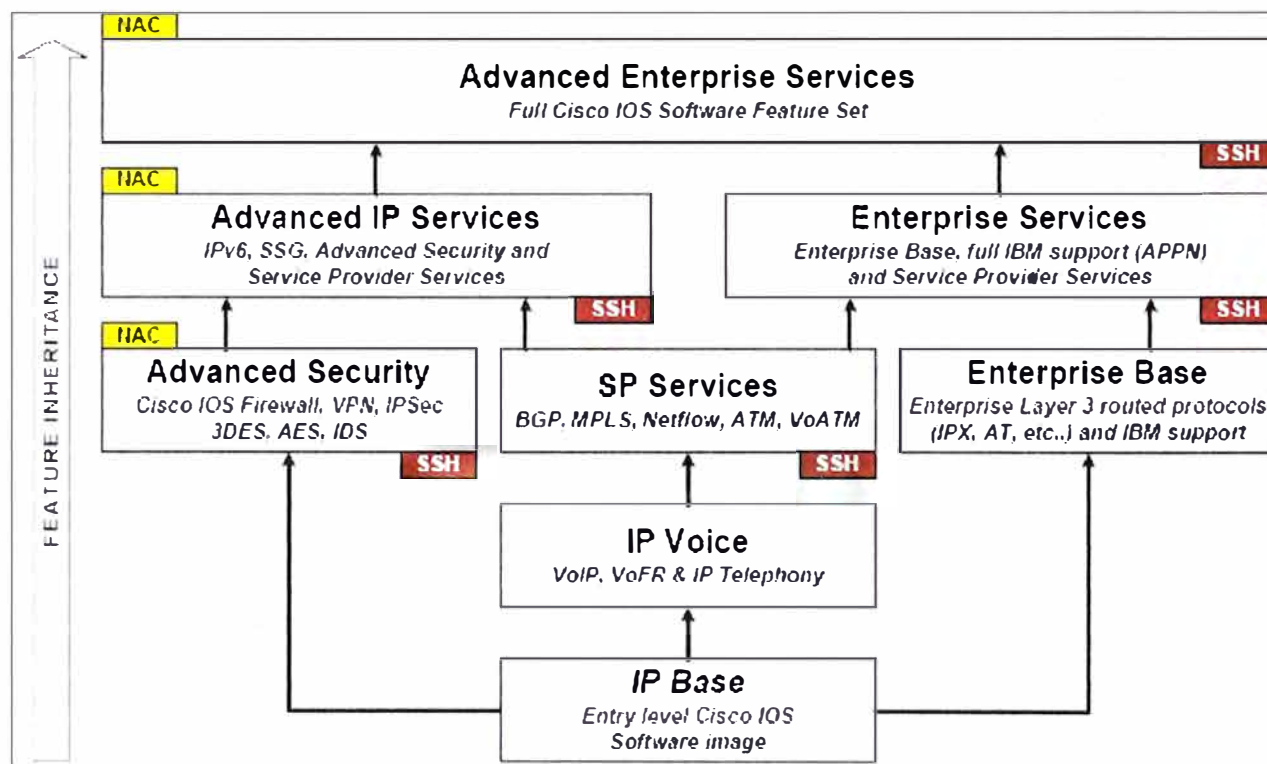 NAC
Advanced Enterprise Services
Full Cisco IOS Software Feature Set
SSH
NAC
Advanced IP Services
IPv6, SSG, Advanced Security and
Service Provider Services
SSH
Enterprise Services
Enterprise Base, full IBM support (APPN)
and Service Provider Services
SSH
NAC
Advanced Security
Cisco IOS Firewall, VPN, IPSec
3DES, AES, IDS
SSH
SP Services
BGP, MPLS, Netflow, ATM, VoATM
SSH
Enterprise Base
Enterprise Layer 3 routed protocols
(IPX, AT, etc..) and IBM support
IP Voice
VoIP, VoFR & IP Telephony
IP Base
Entry level Cisco IOS
Software image
FEATURE INHERITANCE